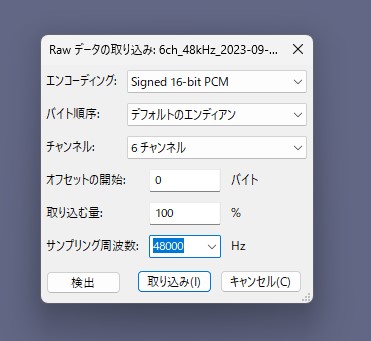 Raw データの取り込み: 6ch_48kHz_2023-09-...
エンコーディング: Signed 16-bit PCM
バイト順序: デフォルトのエンディアン
チャンネル: 6 チャンネル
オフセットの開始: 0 バイト
取り込む量: 100 %
サンプリング周波数: 48000 Hz
検出 取り込み(I) キャンセル(C)